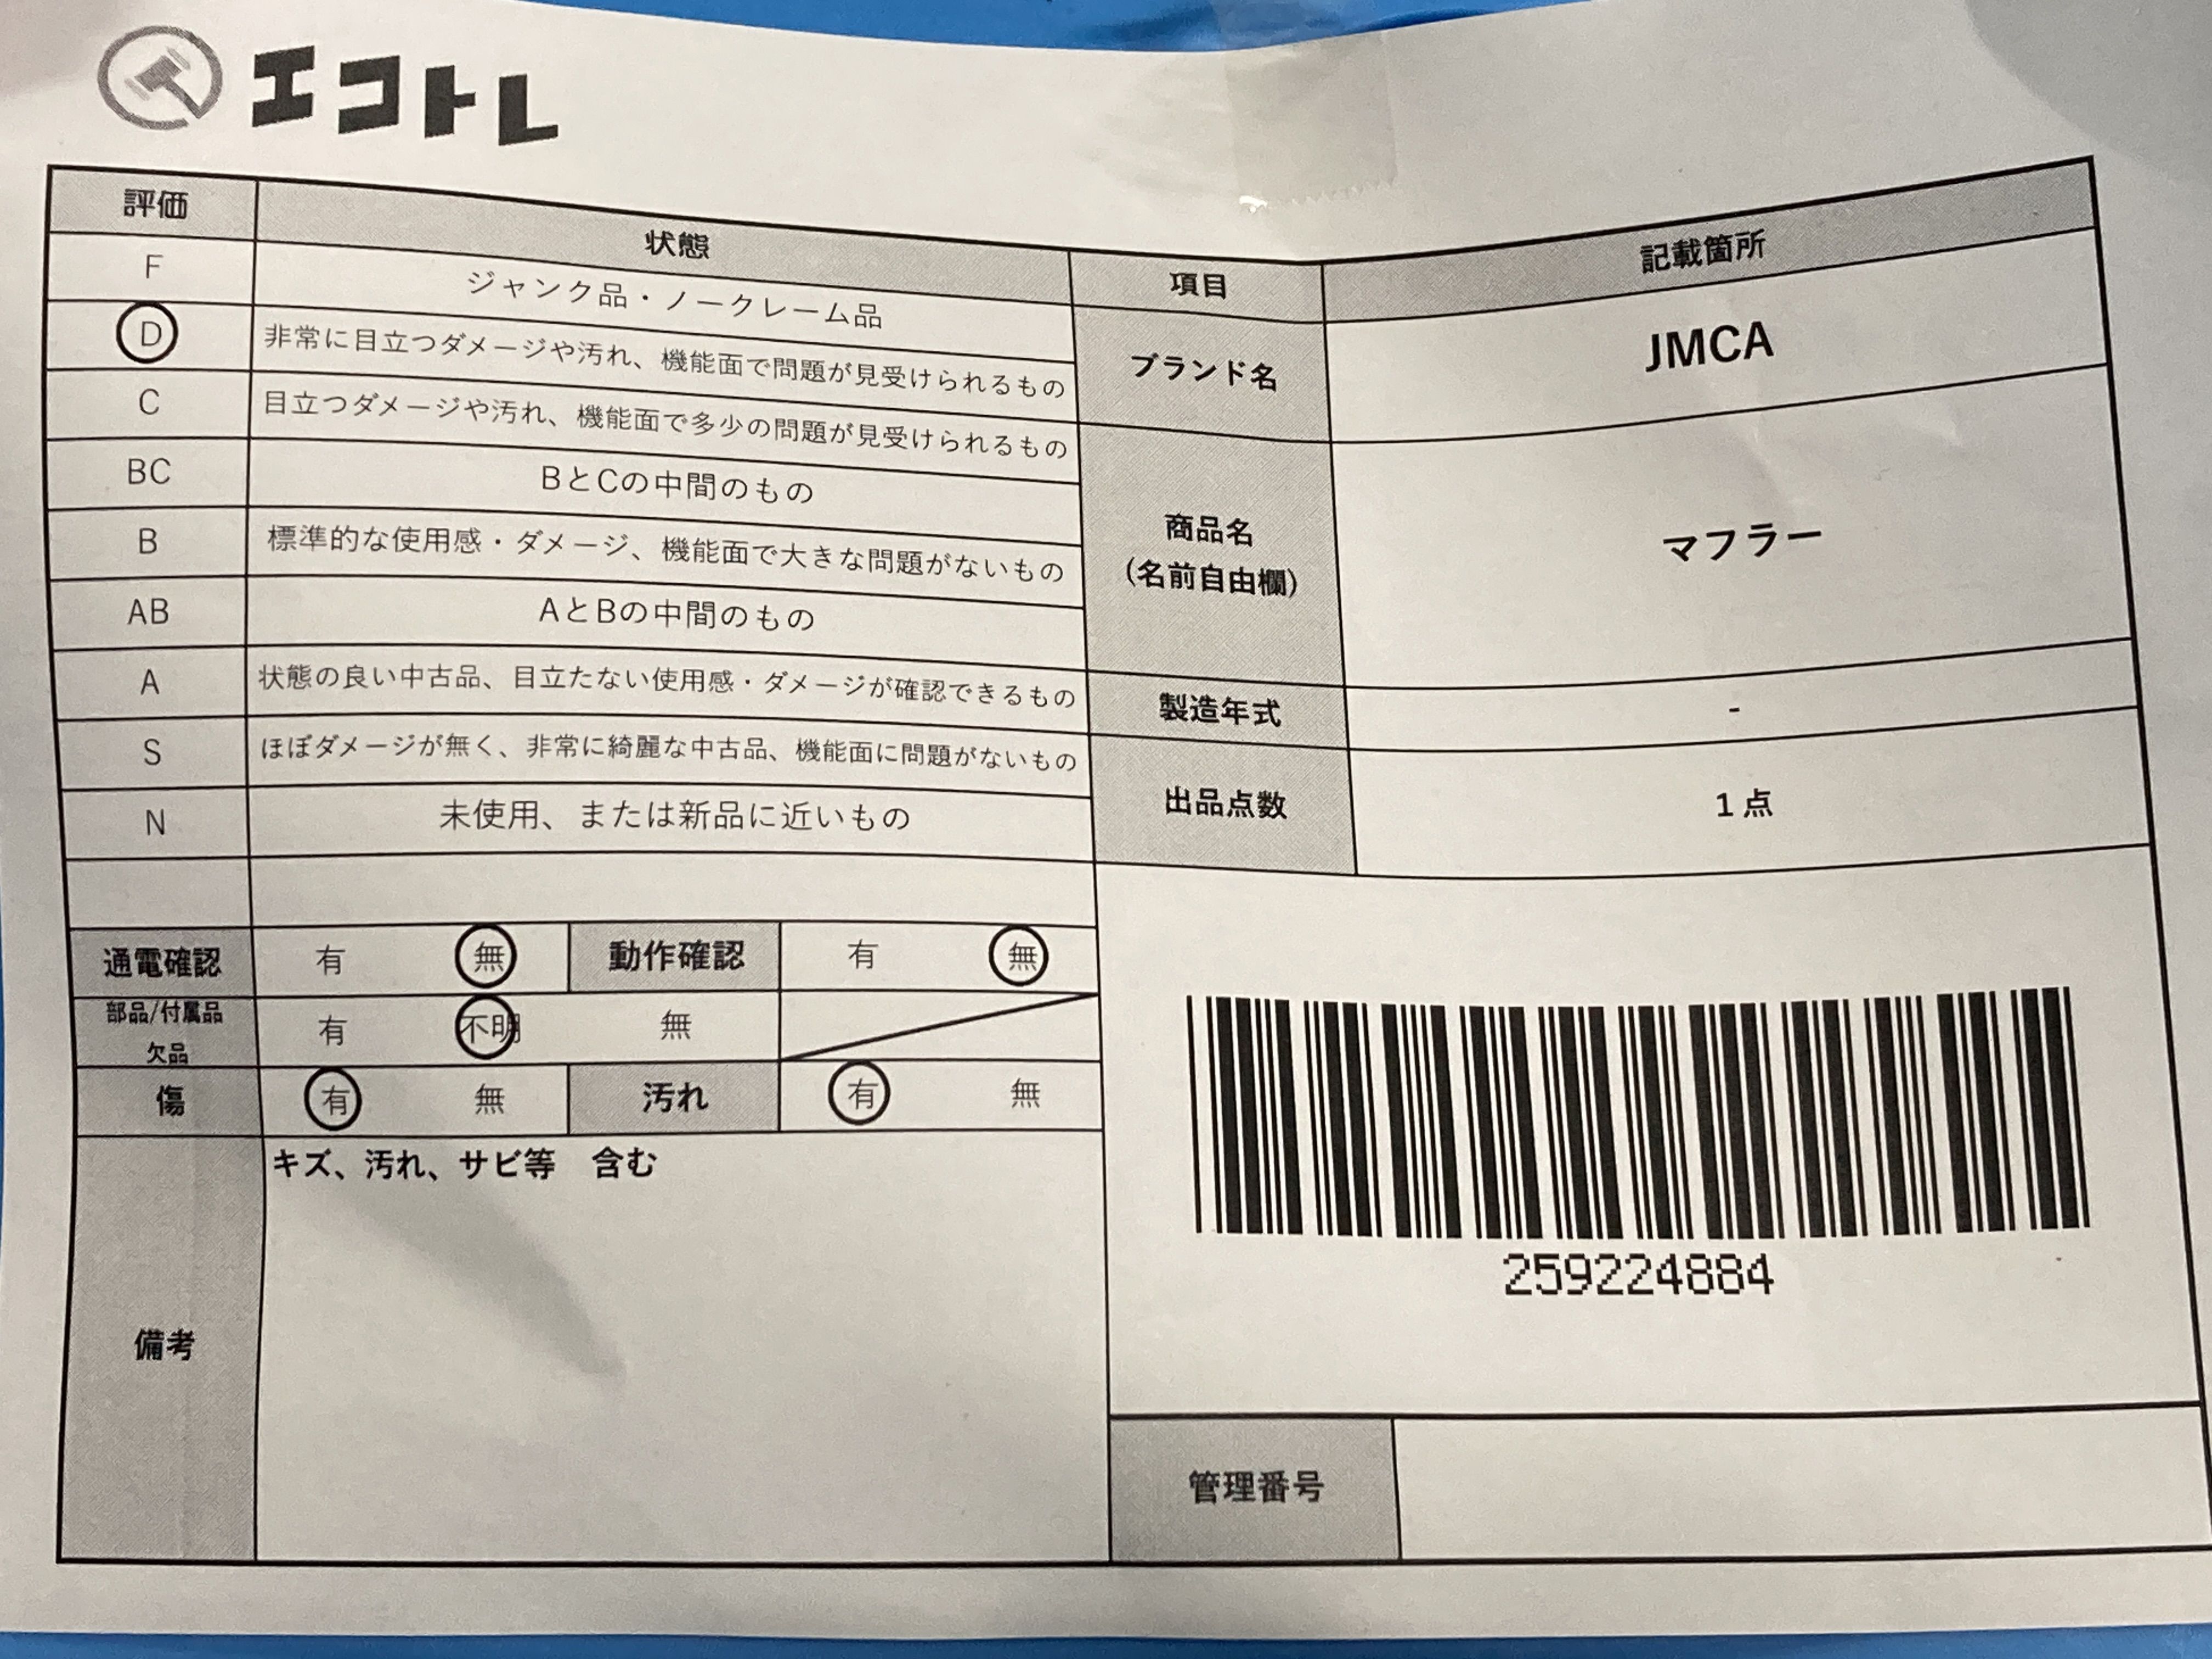 エコトレ
評価 状態 項目 記載箇所
F ジャンク品・ノークレーム品
D 非常に目立つダメージや汚れ、機能面で問題が見受けられるもの
C 目立つダメージや汚れ、機能面で多少の問題が見受けられるもの
BC BとCの中間のもの
B 標準的な使用感・ダメージ、機能面で大きな問題がないもの
AB AとBの中間のもの
A 状態の良い中古品、目立たない使用感・ダメージが確認できるもの
S ほぼダメージが無く、非常に綺麗な中古品、機能面に問題がないもの
N 未使用、または新品に近いもの
ブランド名 JMCA
商品名
(名前自由欄)
マフラー
製造年式 -
出品点数 1点
通電確認 有 無 動作確認 有 無
部品/付属品
欠品
有 不明 無
傷 有 無 汚れ 有 無
備考
キズ、汚れ、サビ等 含む
259224884
管理番号